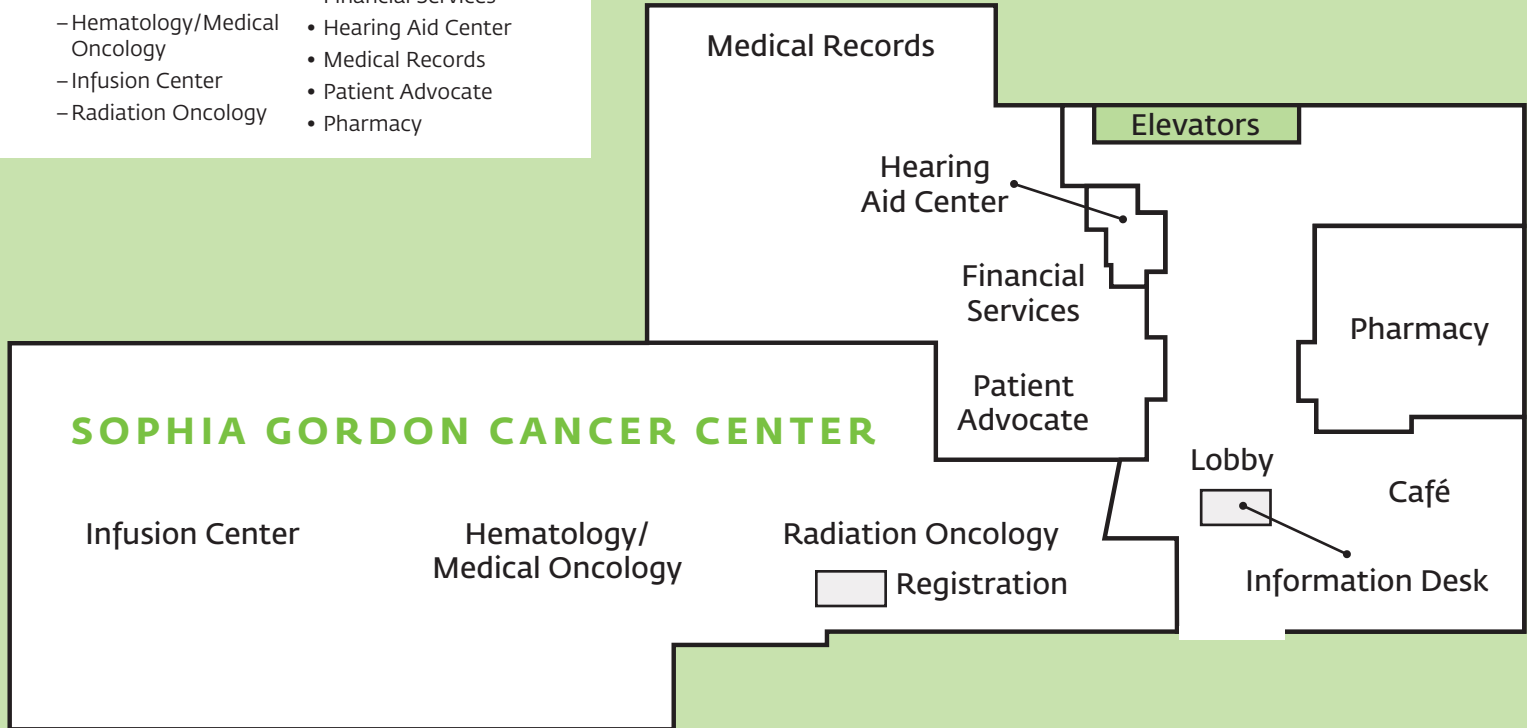 – Hematology/Medical
Oncology
– Infusion Center
– Radiation Oncology
Financial Services
• Hearing Aid Center
• Medical Records
• Patient Advocate
• Pharmacy
Medical Records
Elevators
Hearing
Aid Center
Financial
Services
Pharmacy
Patient
Advocate
SOPHIA GORDON CANCER CENTER
Lobby
Café
Infusion Center
Hematology/
Medical Oncology
Radiation Oncology
Registration
Information Desk